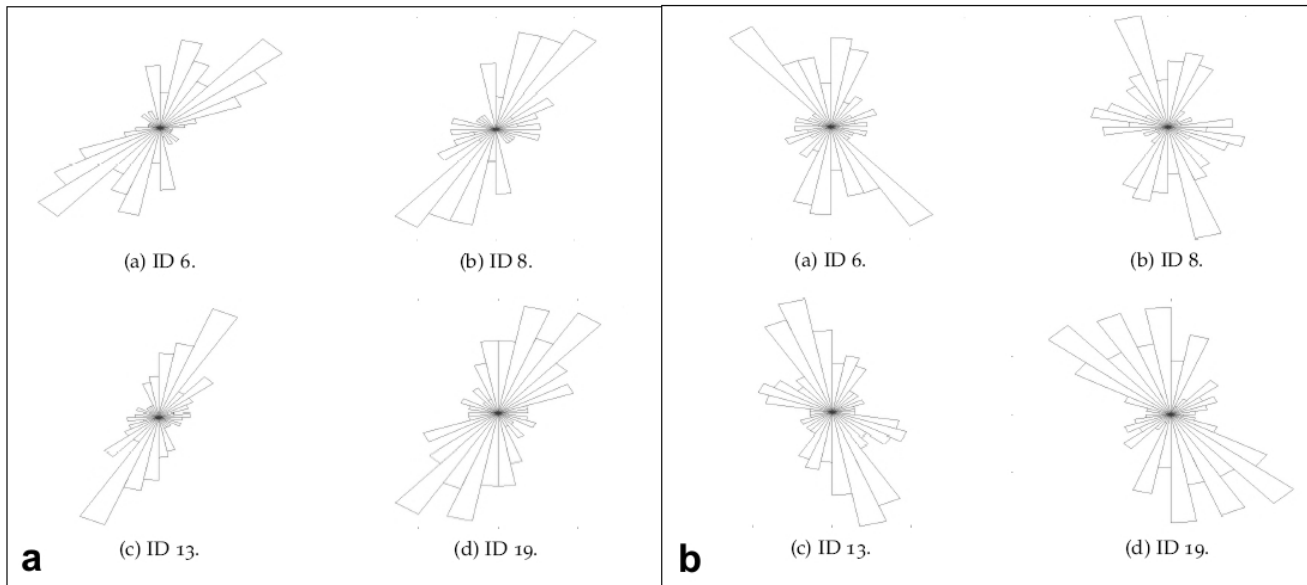 (a) ID 6.
(b) ID 8.
(c) ID 13.
(d) ID 19.
a
(a) ID 6.
(b) ID 8.
(c) ID 13.
(d) ID 19.
b